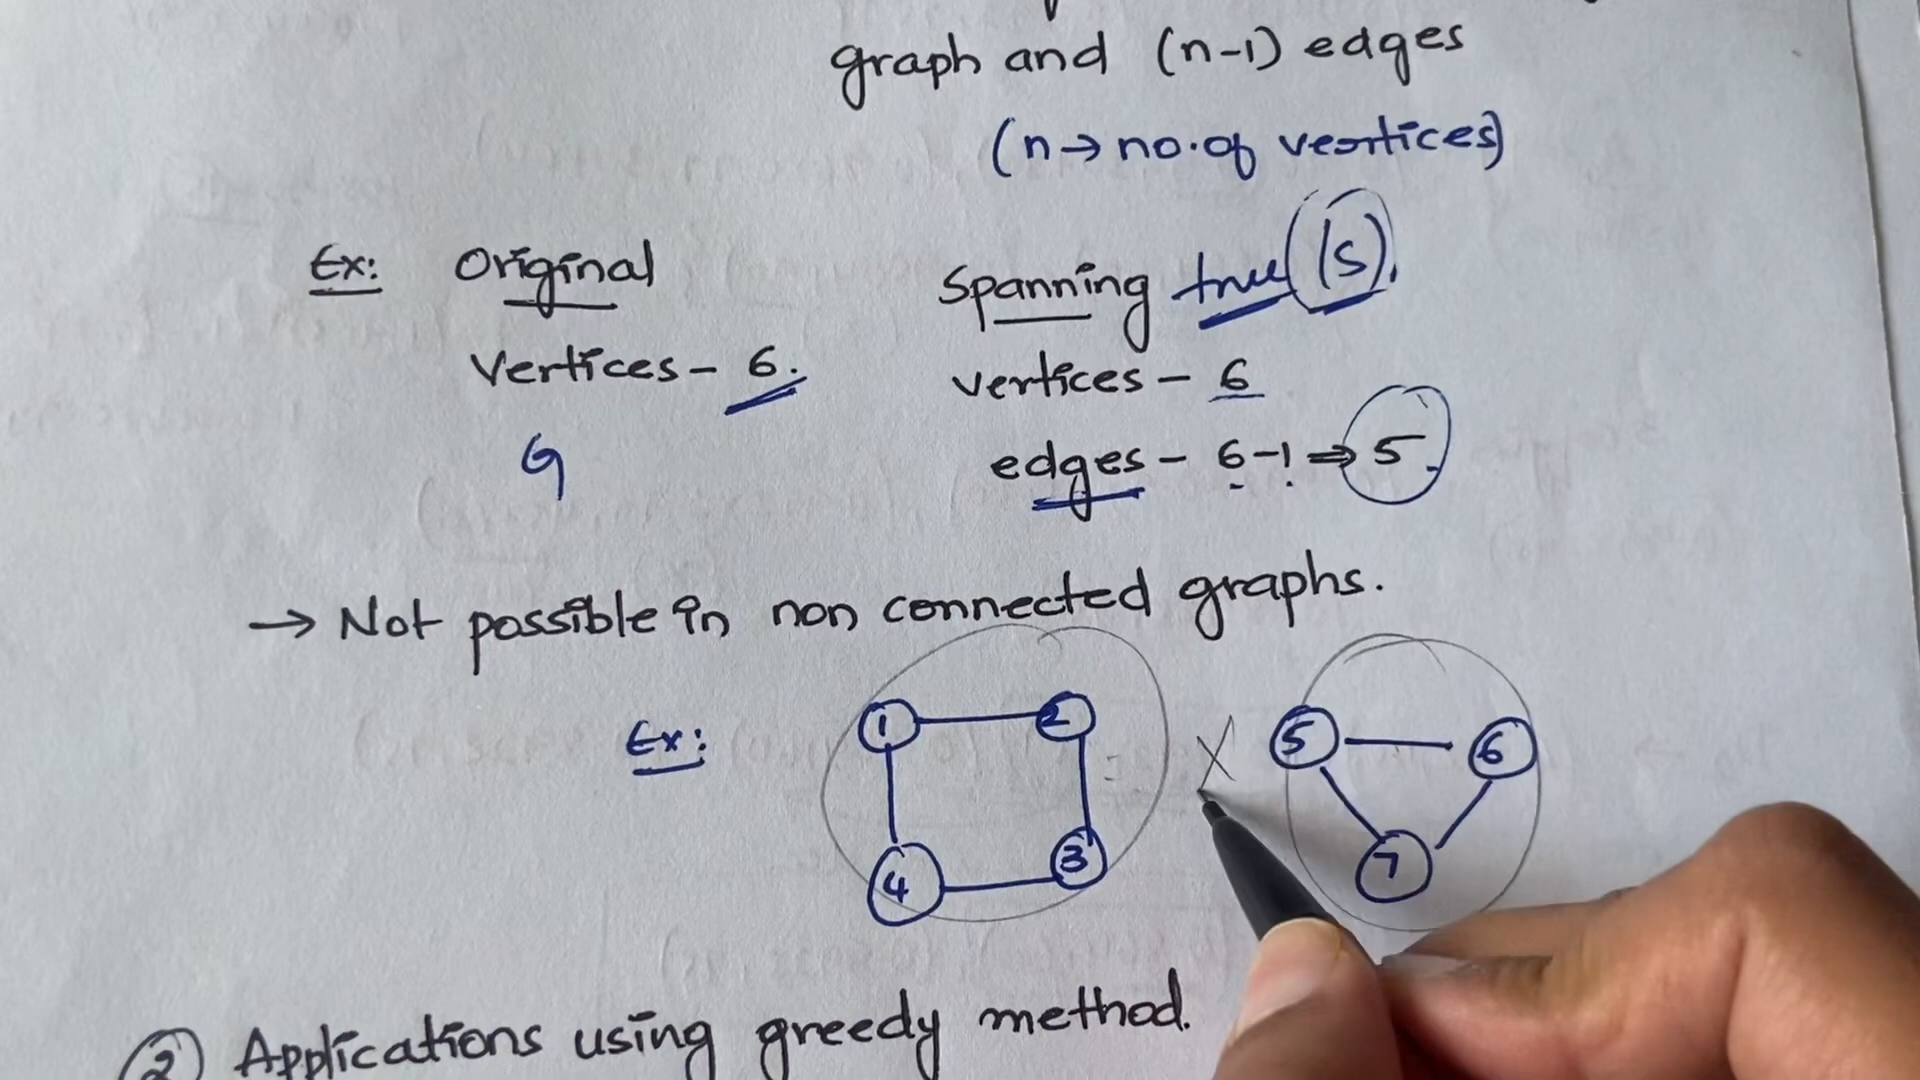 graph and (n-1) edges
(n→ no.of vertices)
Ex: Original Spanning tree (S).
Vertices - 6. vertices - 6
G edges - 6-1 ⇒ 5.
→ Not possible in non connected graphs.
Ex: 1 2 X 5 6
4 3 7
② Applications using greedy method.